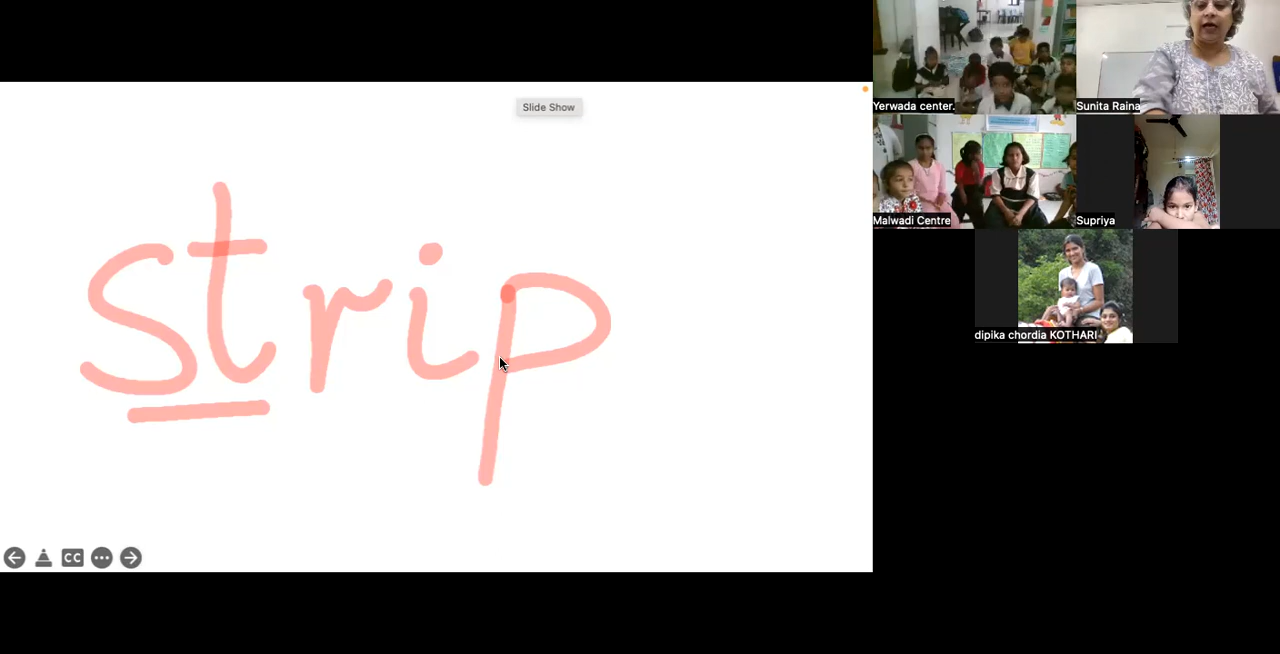 Slide Show
strip
CC
Yerwada center.
Sunita Raina
Malwadi Centre
Supriya
dipika chordia KOTHARI